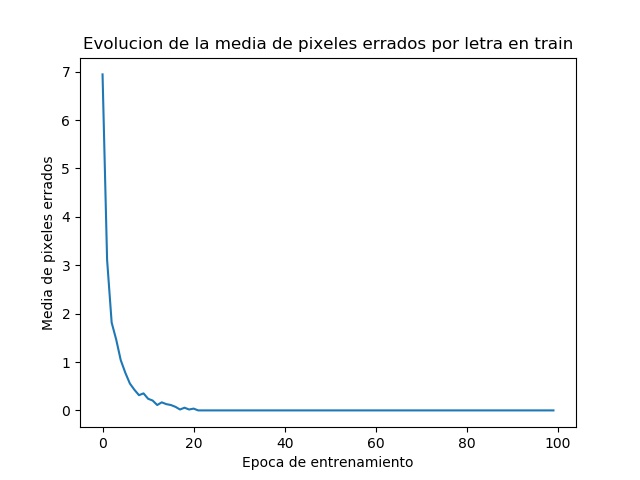 Evolucion de la media de pixeles errados por letra en train
7
6
5
4
3
2
1
0
Media de pixeles errados
0 20 40 60 80 100
Epoca de entrenamiento